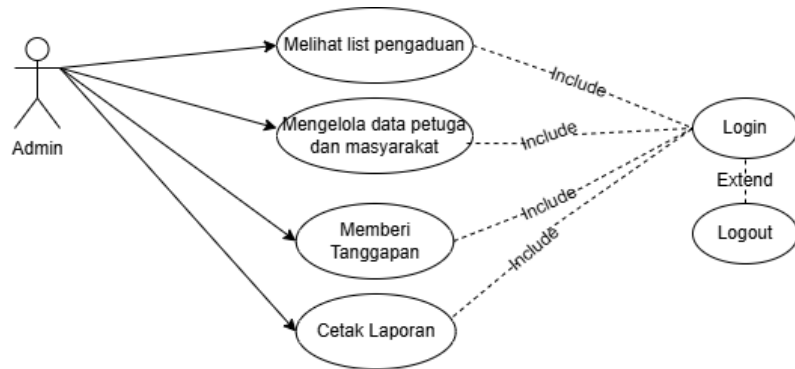 Admin
Melihat list pengaduan
Mengelola data petuga
dan masyarakat
Memberi
Tanggapan
Cetak Laporan
Include
Include
Include
Include
Login
Extend
Logout